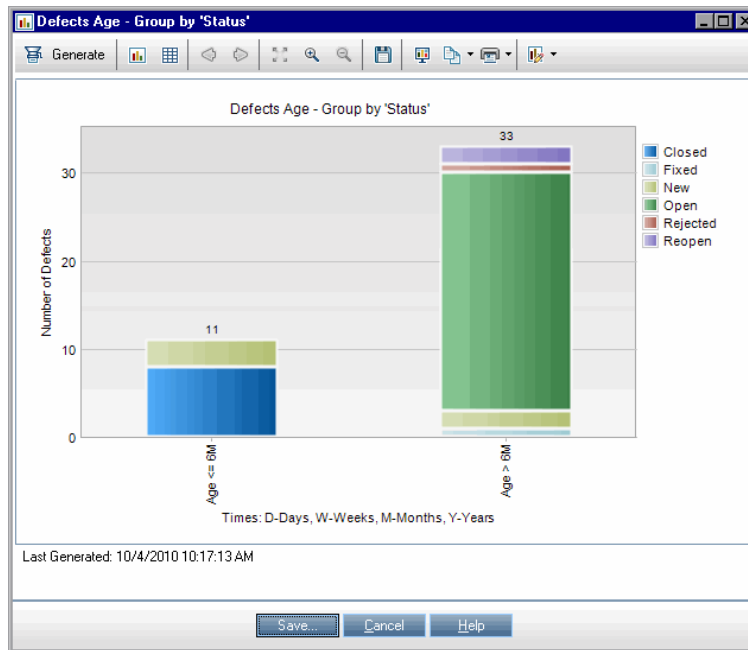 Defects Age - Group by 'Status'
Generate
Defects Age - Group by 'Status'
33
Closed
Fixed
New
Open
Rejected
Reopen
30
20
11
10
0
Number of Defects
Age <= 6M
Age > 6M
Times: D-Days, W-Weeks, M-Months, Y-Years
Last Generated: 10/4/2010 10:17:13 AM
Save... Cancel Help